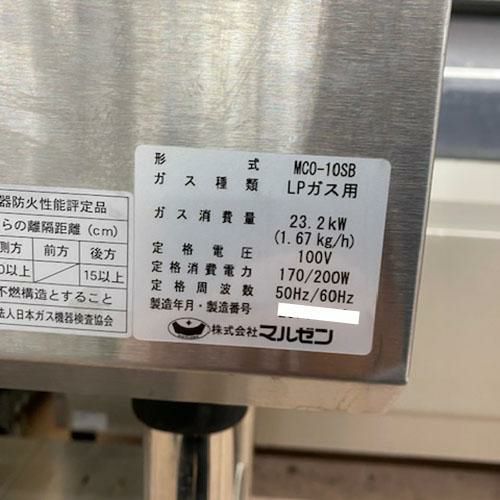 形式 MCO-10SB
ガス種類 LPガス用
ガス消費量 23.2kW
(1.67kg/h)
定格電圧 100V
定格消費電力 170/200W
定格周波数 50Hz/60Hz
製造年月・製造番号
株式会社マルゼン
器防火性能評定品
らの離隔距離(cm)
側方 前方 後方
0以上 15以上
不燃構造とすること
法人日本ガス機器検査協会